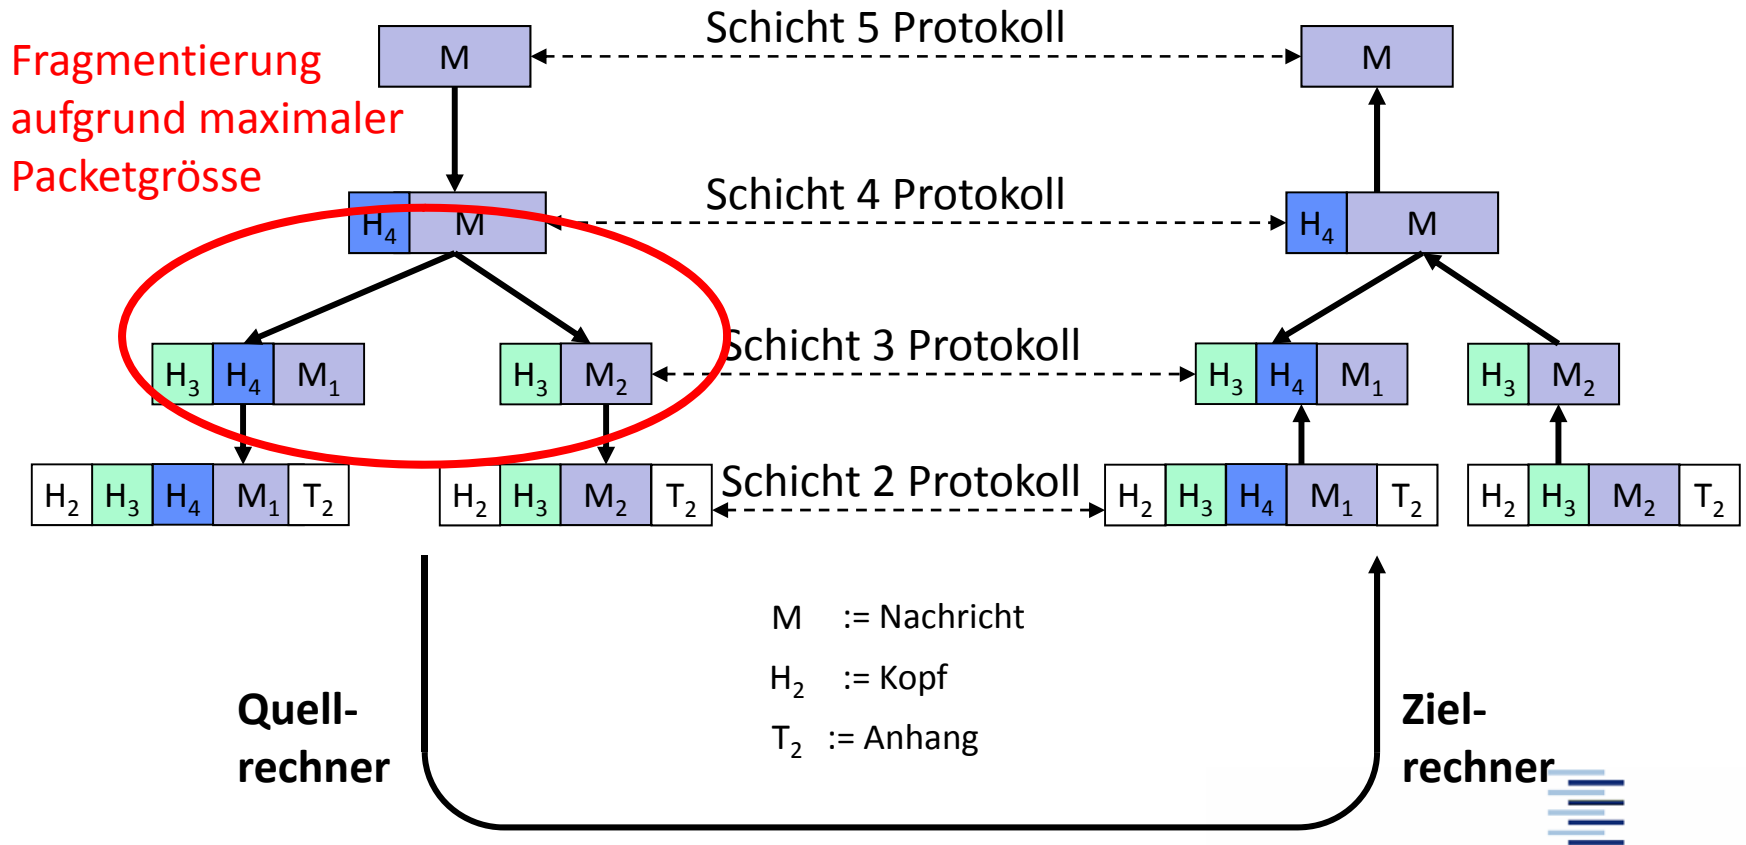 Fragmentierung
aufgrund maximaler
Packetgrösse
M
Schicht 5 Protokoll
M
H4 M
Schicht 4 Protokoll
H4 M
H3 H4 M1
H3 M2
Schicht 3 Protokoll
H3 H4 M1
H3 M2
H2 H3 H4 M1 T2
H2 H3 M2 T2
Schicht 2 Protokoll
H2 H3 H4 M1 T2
H2 H3 M2 T2
M := Nachricht
H2 := Kopf
T2 := Anhang
Quell-
rechner
Ziel-
rechner